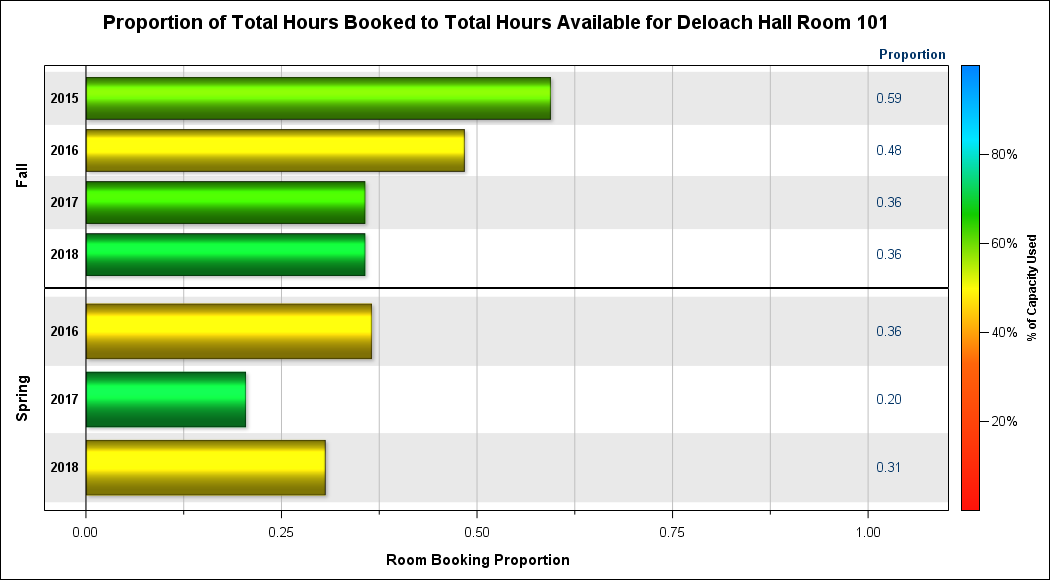 Proportion of Total Hours Booked to Total Hours Available for Deloach Hall Room 101
Proportion
Fall
2015 0.59
2016 0.48
2017 0.36
2018 0.36
Spring
2016 0.36
2017 0.20
2018 0.31
0.00 0.25 0.50 0.75 1.00
Room Booking Proportion
80%
60%
40%
20%
% of Capacity Used